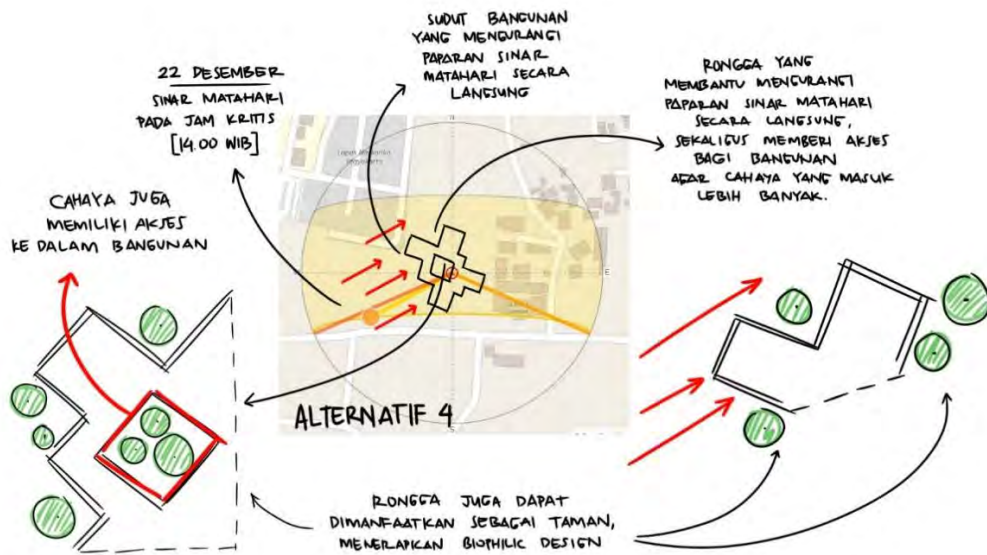 SUDUT BANGUNAN
YANG MENGURANGI
PAPARAN SINAR
MATAHARI SECARA
LANGSUNG
22 DESEMBER
SINAR MATAHARI
PADA JAM KRITIS
[14.00 WIB]
RONGGA YANG
MEMBANTU MENGURANGI
PAPARAN SINAR MATAHARI
SECARA LANGSUNG,
SEKALIGUS MEMBERI AKSES
BAGI BANGUNAN
AGAR CAHAYA YANG MASUK
LEBIH BANYAK.
CAHAYA JUGA
MEMILIKI AKSES
KE DALAM BANGUNAN
N
E
S
ALTERNATIF 4
RONGGA JUGA DAPAT
DIMANFAATKAN SEBAGAI TAMAN,
MENERAPKAN BIOPHILIC DESIGN